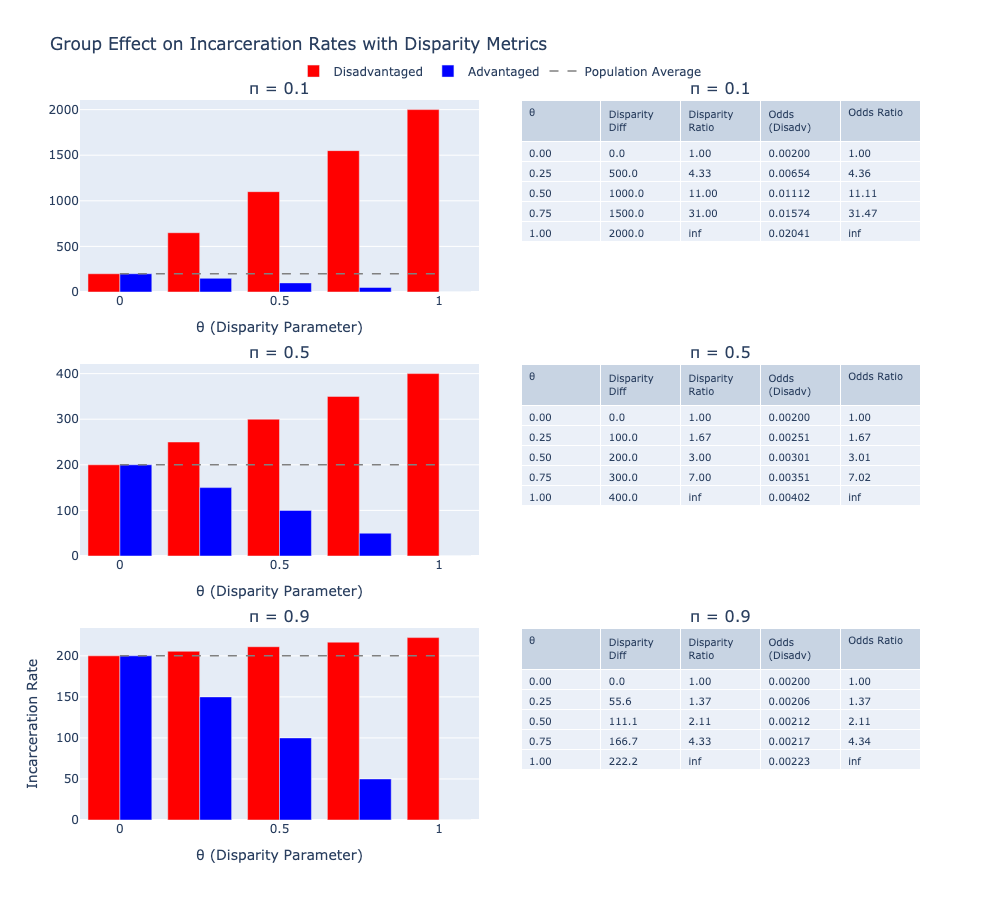 Group Effect on Incarceration Rates with Disparity Metrics
Disadvantaged Advantaged Population Average
π = 0.1
2000
1500
1000
500
0
0 0.5 1
θ (Disparity Parameter)
π = 0.1
θ Disparity Diff Disparity Ratio Odds (Disadv) Odds Ratio
0.00 0.0 1.00 0.00200 1.00
0.25 500.0 4.33 0.00654 4.36
0.50 1000.0 11.00 0.01112 11.11
0.75 1500.0 31.00 0.01574 31.47
1.00 2000.0 inf 0.02041 inf
π = 0.5
400
300
200
100
0
0 0.5 1
θ (Disparity Parameter)
π = 0.5
θ Disparity Diff Disparity Ratio Odds (Disadv) Odds Ratio
0.00 0.0 1.00 0.00200 1.00
0.25 100.0 1.67 0.00251 1.67
0.50 200.0 3.00 0.00301 3.01
0.75 300.0 7.00 0.00351 7.02
1.00 400.0 inf 0.00402 inf
π = 0.9
Incarceration Rate
200
150
100
50
0
0 0.5 1
θ (Disparity Parameter)
π = 0.9
θ Disparity Diff Disparity Ratio Odds (Disadv) Odds Ratio
0.00 0.0 1.00 0.00200 1.00
0.25 55.6 1.37 0.00206 1.37
0.50 111.1 2.11 0.00212 2.11
0.75 166.7 4.33 0.00217 4.34
1.00 222.2 inf 0.00223 inf